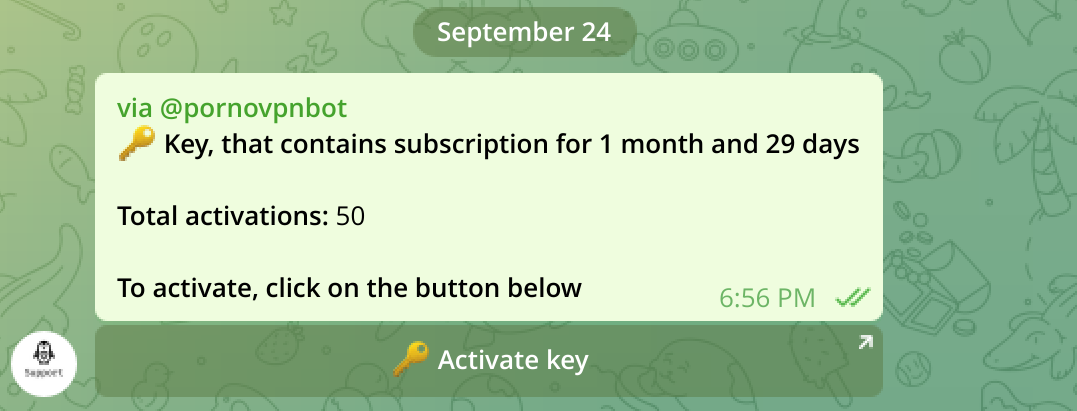 September 24
via @pornovpnbot
🔑 Key, that contains subscription for 1 month and 29 days
Total activations: 50
To activate, click on the button below
6:56 PM
🔑 Activate key
Support